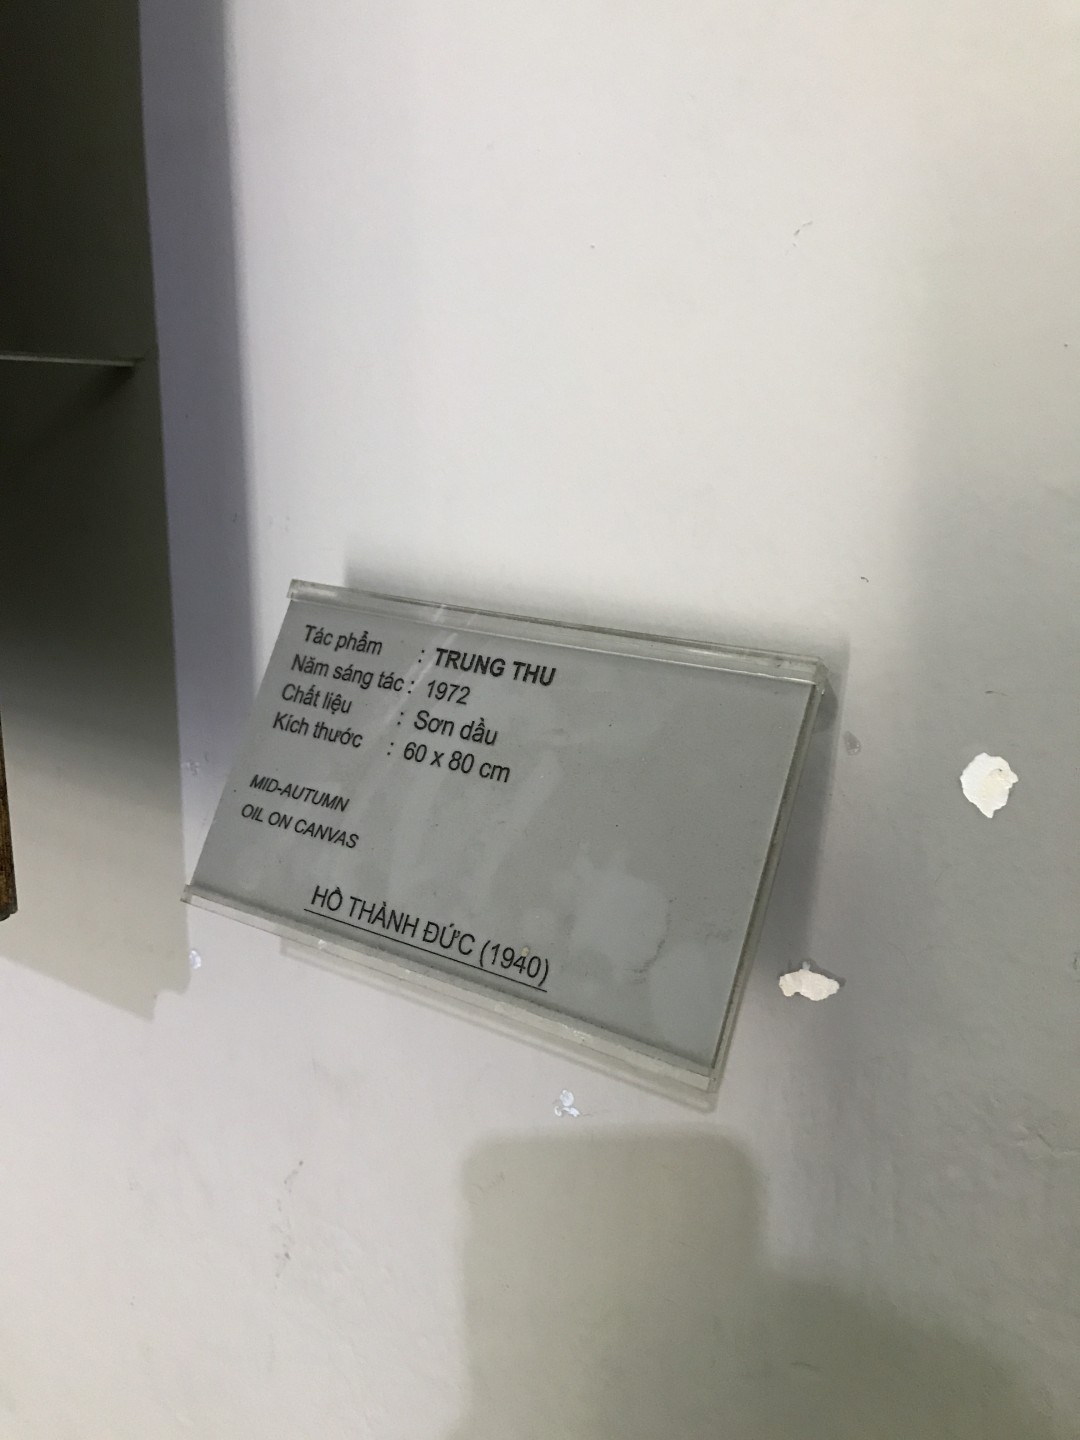 Tác phẩm : TRUNG THU
Năm sáng tác : 1972
Chất liệu : Sơn dầu
Kích thước : 60 x 80 cm
MID-AUTUMN
OIL ON CANVAS
HỒ THÀNH ĐỨC (1940)